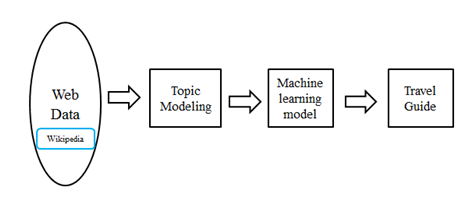 Web
Data
Wikipedia
Topic
Modeling
Machine
learning
model
Travel
Guide